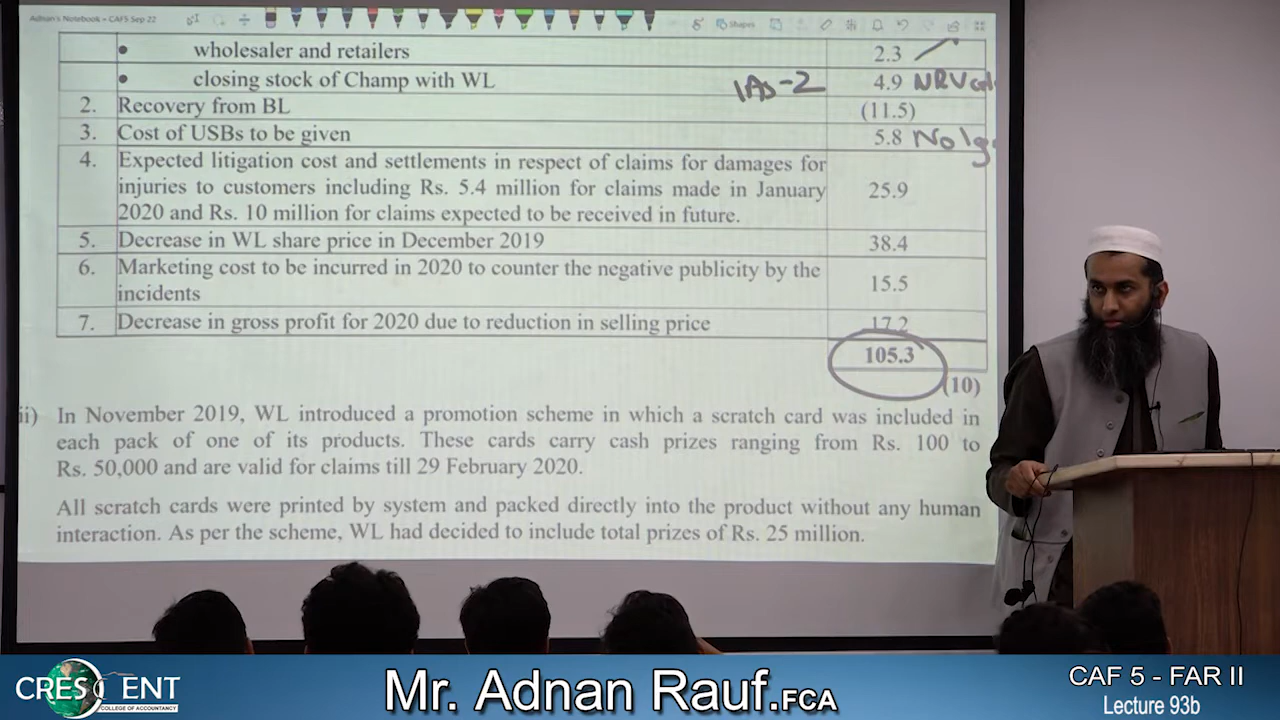 Adnan's Notebook - CAF5 Sep 22
Shapes
• wholesaler and retailers 2.3
• closing stock of Champ with WL IAS-2 4.9 NRV
2. Recovery from BL (11.5)
3. Cost of USBs to be given 5.8 No
4. Expected litigation cost and settlements in respect of claims for damages for
injuries to customers including Rs. 5.4 million for claims made in January 25.9
2020 and Rs. 10 million for claims expected to be received in future.
5. Decrease in WL share price in December 2019 38.4
6. Marketing cost to be incurred in 2020 to counter the negative publicity by the
incidents 15.5
7. Decrease in gross profit for 2020 due to reduction in selling price 17.2
105.3
(10)
ii) In November 2019, WL introduced a promotion scheme in which a scratch card was included in
each pack of one of its products. These cards carry cash prizes ranging from Rs. 100 to
Rs. 50,000 and are valid for claims till 29 February 2020.
All scratch cards were printed by system and packed directly into the product without any human
interaction. As per the scheme, WL had decided to include total prizes of Rs. 25 million.
CRESCENT
COLLEGE OF ACCOUNTANCY
Mr. Adnan Rauf.FCA
CAF 5 - FAR II
Lecture 93b